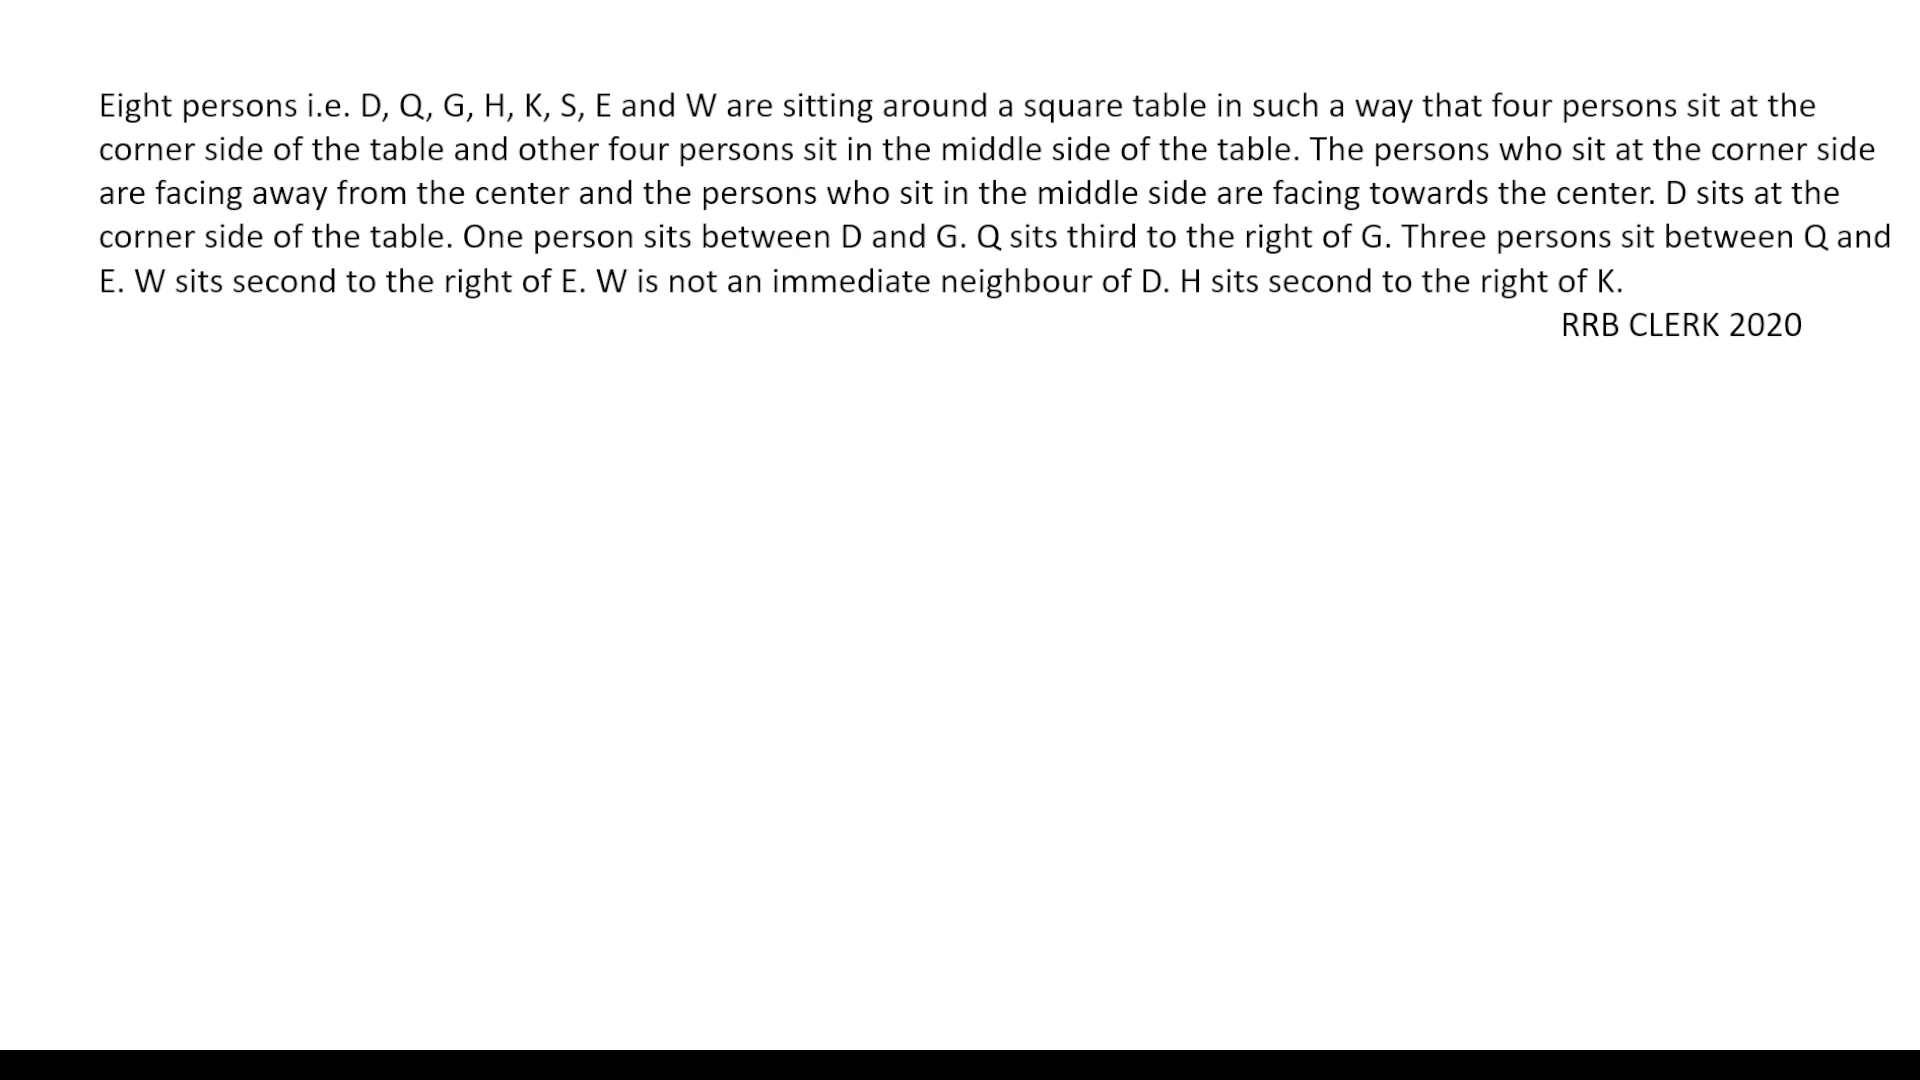 Eight persons i.e. D, Q, G, H, K, S, E and W are sitting around a square table in such a way that four persons sit at the
corner side of the table and other four persons sit in the middle side of the table. The persons who sit at the corner side
are facing away from the center and the persons who sit in the middle side are facing towards the center. D sits at the
corner side of the table. One person sits between D and G. Q sits third to the right of G. Three persons sit between Q and
E. W sits second to the right of E. W is not an immediate neighbour of D. H sits second to the right of K.
RRB CLERK 2020